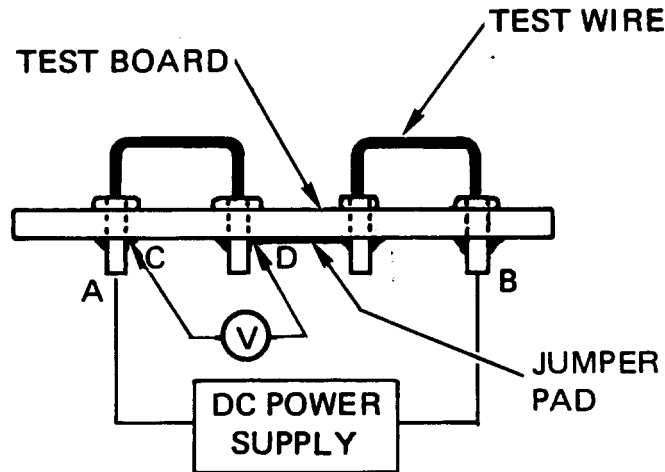 TEST WIRE
TEST BOARD
C
D
A
B
V
JUMPER
PAD
DC POWER
SUPPLY